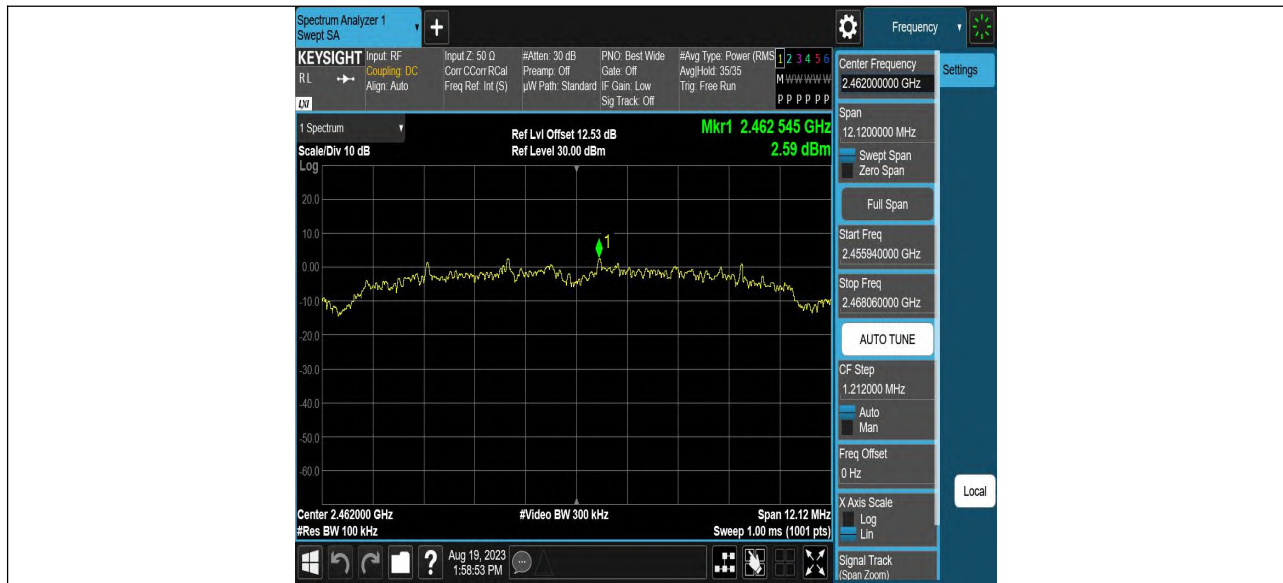 Spectrum Analyzer 1
Swept SA
+
Frequency
KEYSIGHT
RL
LXI
Input: RF
Coupling: DC
Align: Auto
Input Z: 50 Ω
Corr CCorr RCal
Freq Ref: Int (S)
#Atten: 30 dB
Preamp: Off
µW Path: Standard
PNO: Best Wide
Gate: Off
IF Gain: Low
Sig Track: Off
#Avg Type: Power (RMS
Avg|Hold: 35/35
Trig: Free Run
1 2 3 4 5 6
M W W W W W
P P P P P P
1 Spectrum
Scale/Div 10 dB
Ref Lvl Offset 12.53 dB
Ref Level 30.00 dBm
Mkr1 2.462 545 GHz
2.59 dBm
Log
20.0
10.0
0.00
-10.0
-20.0
-30.0
-40.0
-50.0
-60.0
1
Center 2.462000 GHz
#Res BW 100 kHz
#Video BW 300 kHz
Span 12.12 MHz
Sweep 1.00 ms (1001 pts)
?
Aug 19, 2023
1:58:53 PM
Center Frequency
2.462000000 GHz
Span
12.1200000 MHz
Swept Span
Zero Span
Full Span
Start Freq
2.455940000 GHz
Stop Freq
2.468060000 GHz
AUTO TUNE
CF Step
1.212000 MHz
Auto
Man
Freq Offset
0 Hz
X Axis Scale
Log
Lin
Signal Track
(Span Zoom)
Settings
Local